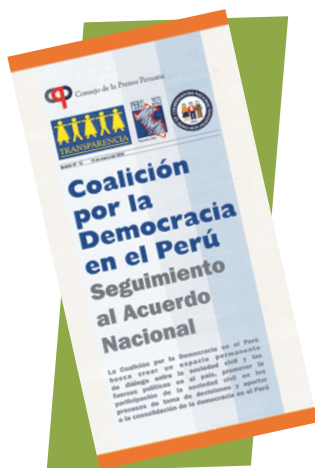 Consejo de la Prensa Peruana
TRANSPARENCIA
PERU
Coalición
por la
Democracia
en el Perú
Seguimiento
al Acuerdo
Nacional
La Coalición por la Democracia en el Perú
busca crear un espacio permanente
de diálogo entre la sociedad civil y las
fuerzas políticas en el país, promover la
participación de la sociedad civil en los
procesos de toma de decisiones y aportar
a la consolidación de la democracia en el Perú